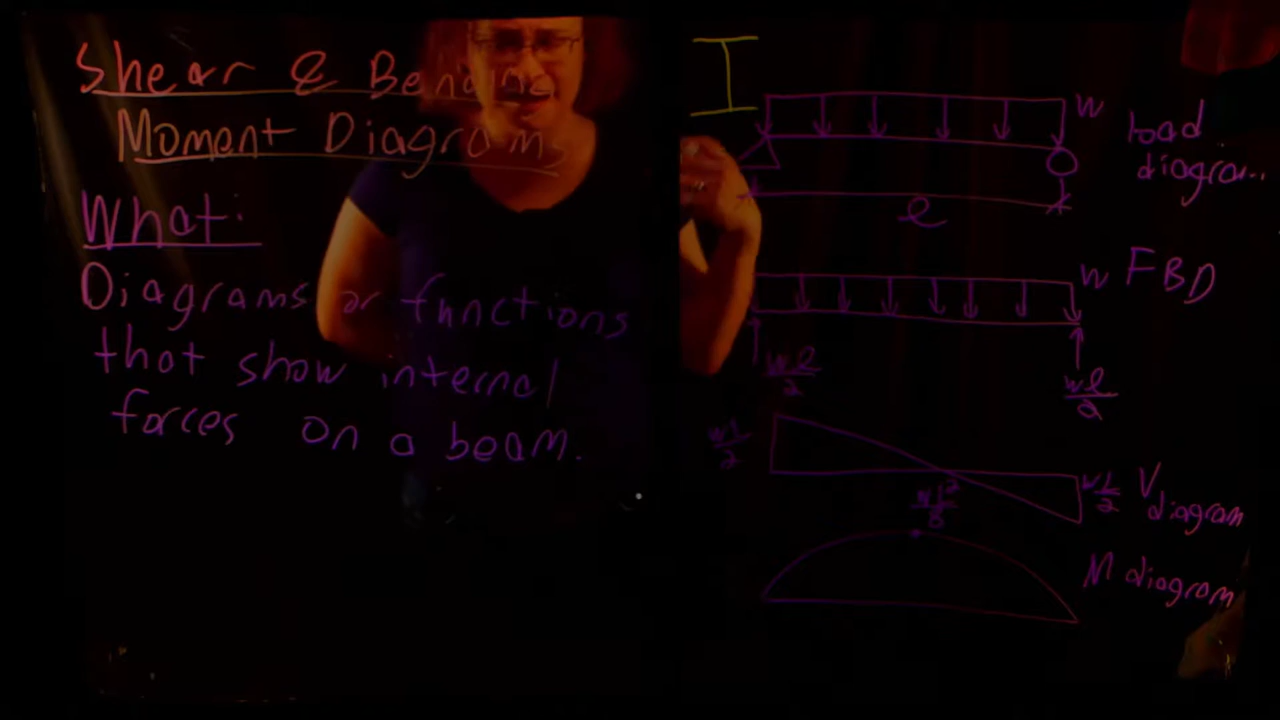 Shear & Bending
Moment Diagrams
What:
Diagrams or functions
that show internal
forces on a beam.
w
load
diagram
l
w FBD
wl/2
wl/2
wL/2
wL/2 V
diagram
wL²/8
M diagram